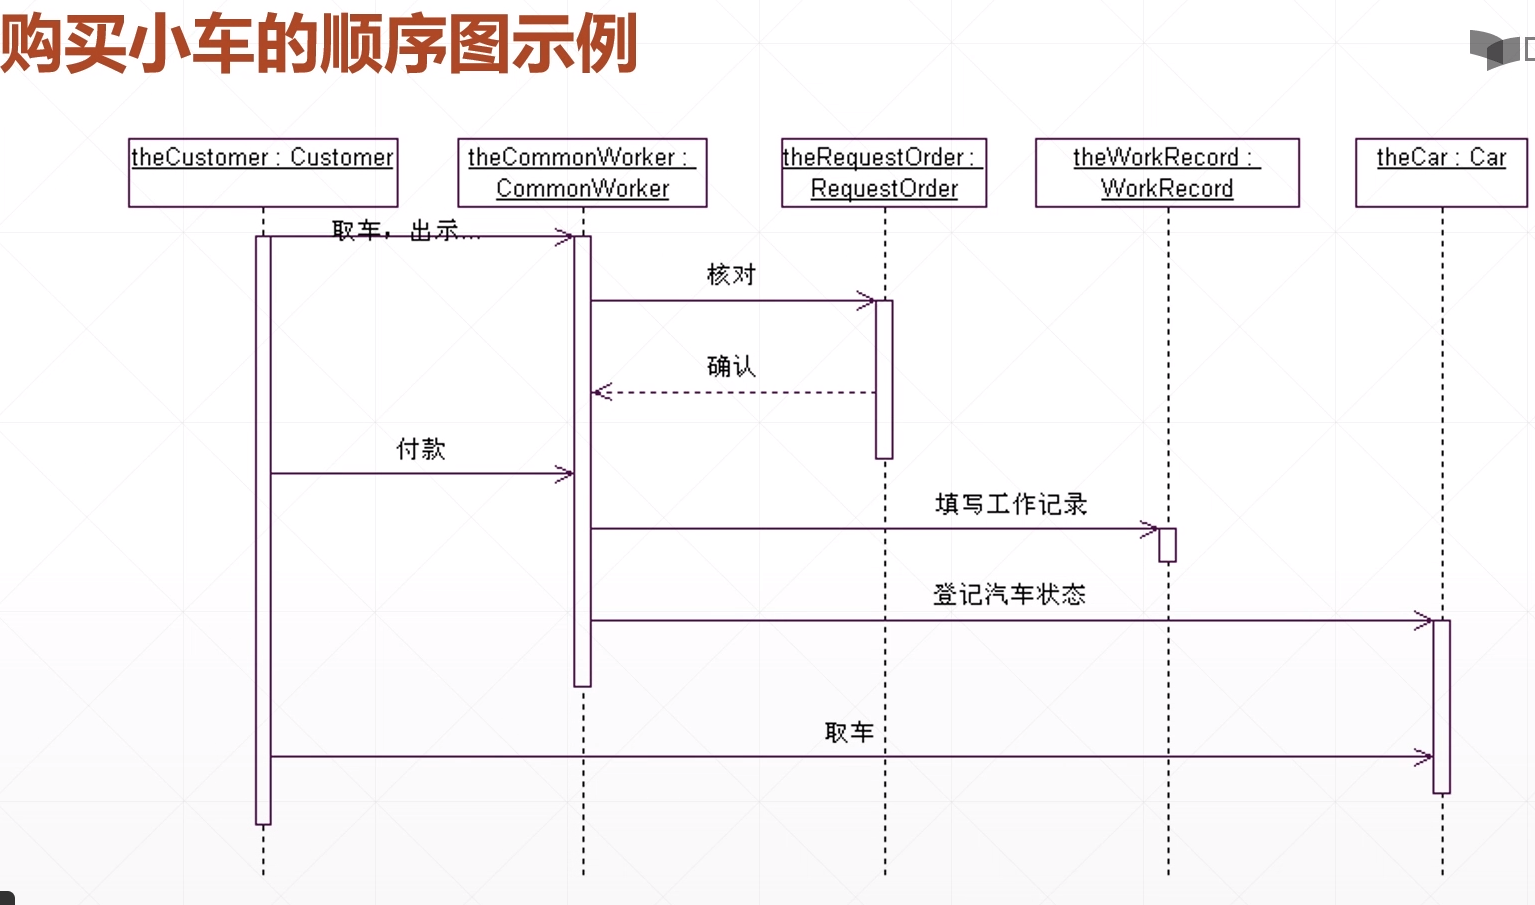 购买小车的顺序图示例
theCustomer : Customer
theCommonWorker :
CommonWorker
theRequestOrder :
RequestOrder
theWorkRecord :
WorkRecord
theCar : Car
取车，出示...
核对
确认
付款
填写工作记录
登记汽车状态
取车